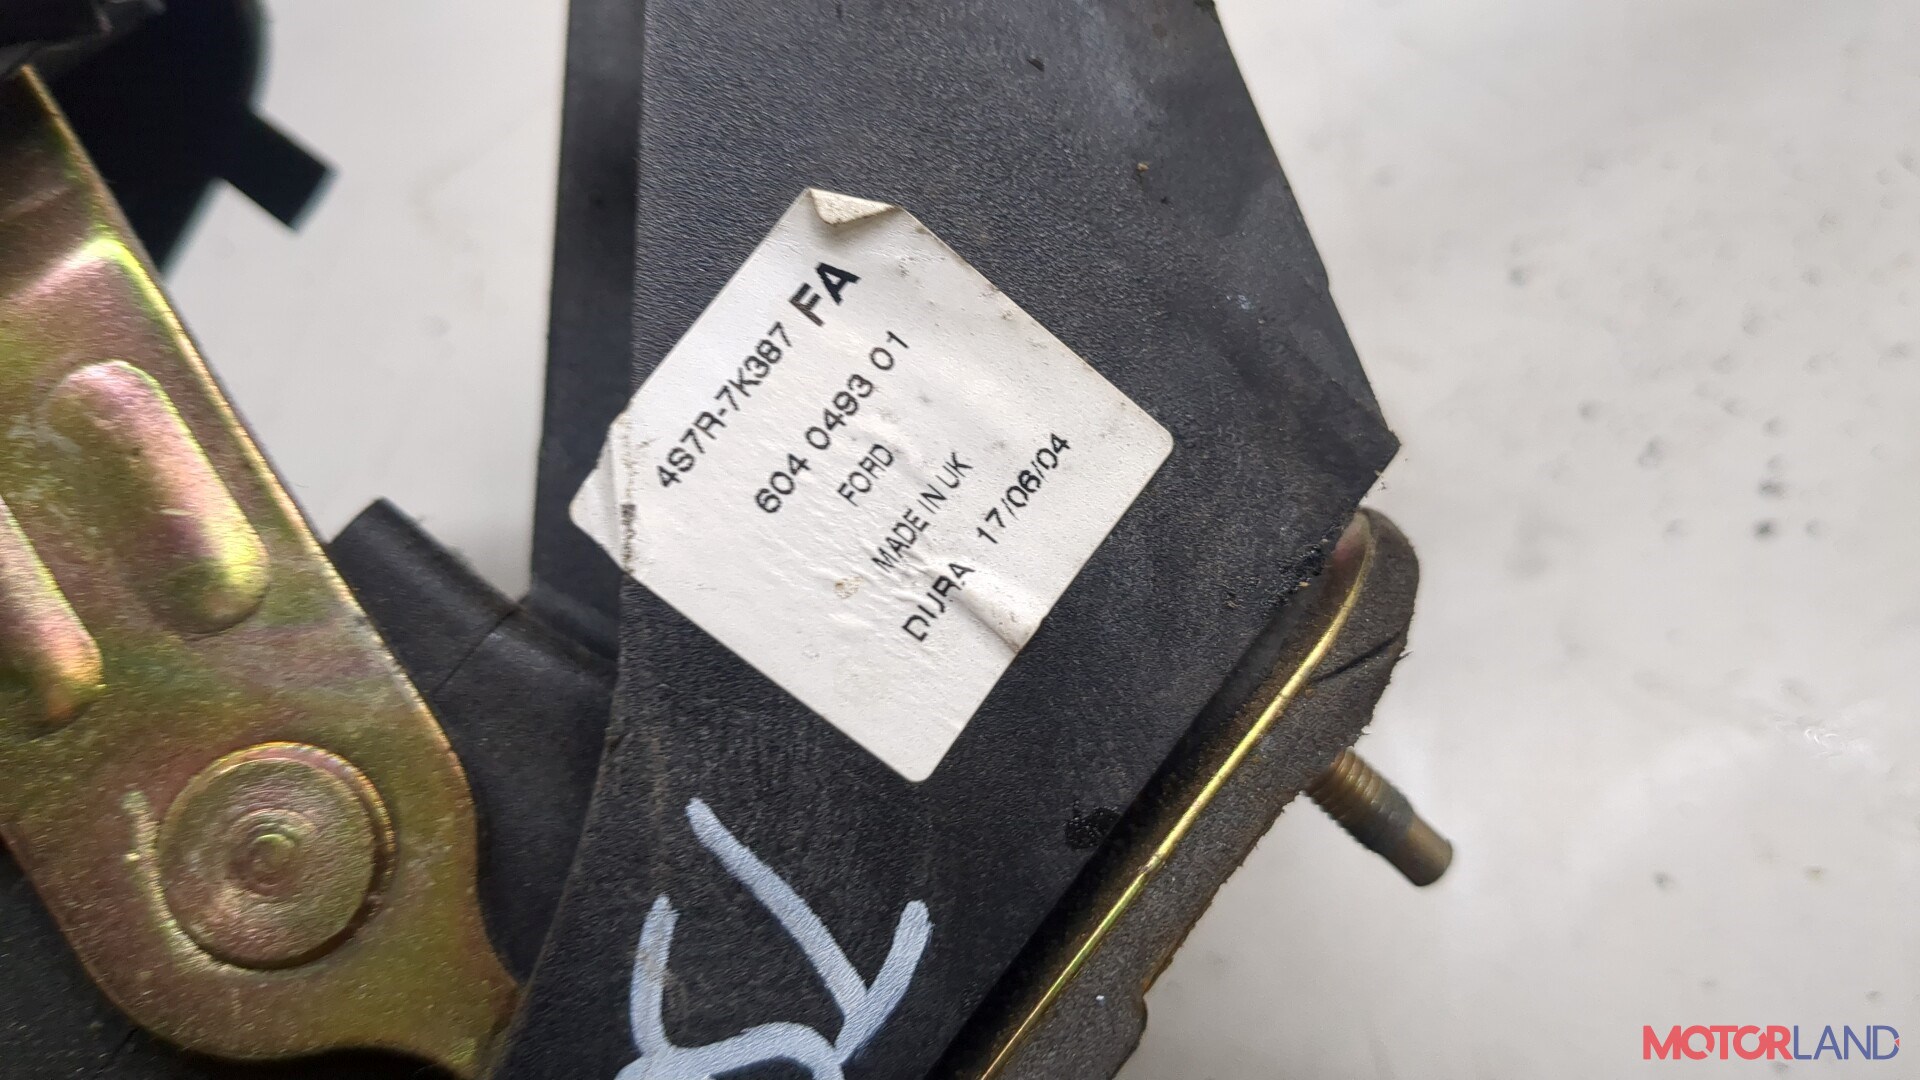 4S7R-7K387 FA
604 0493 01
FORD
MADE IN UK
DURA 17/06/04
MOTORLAND